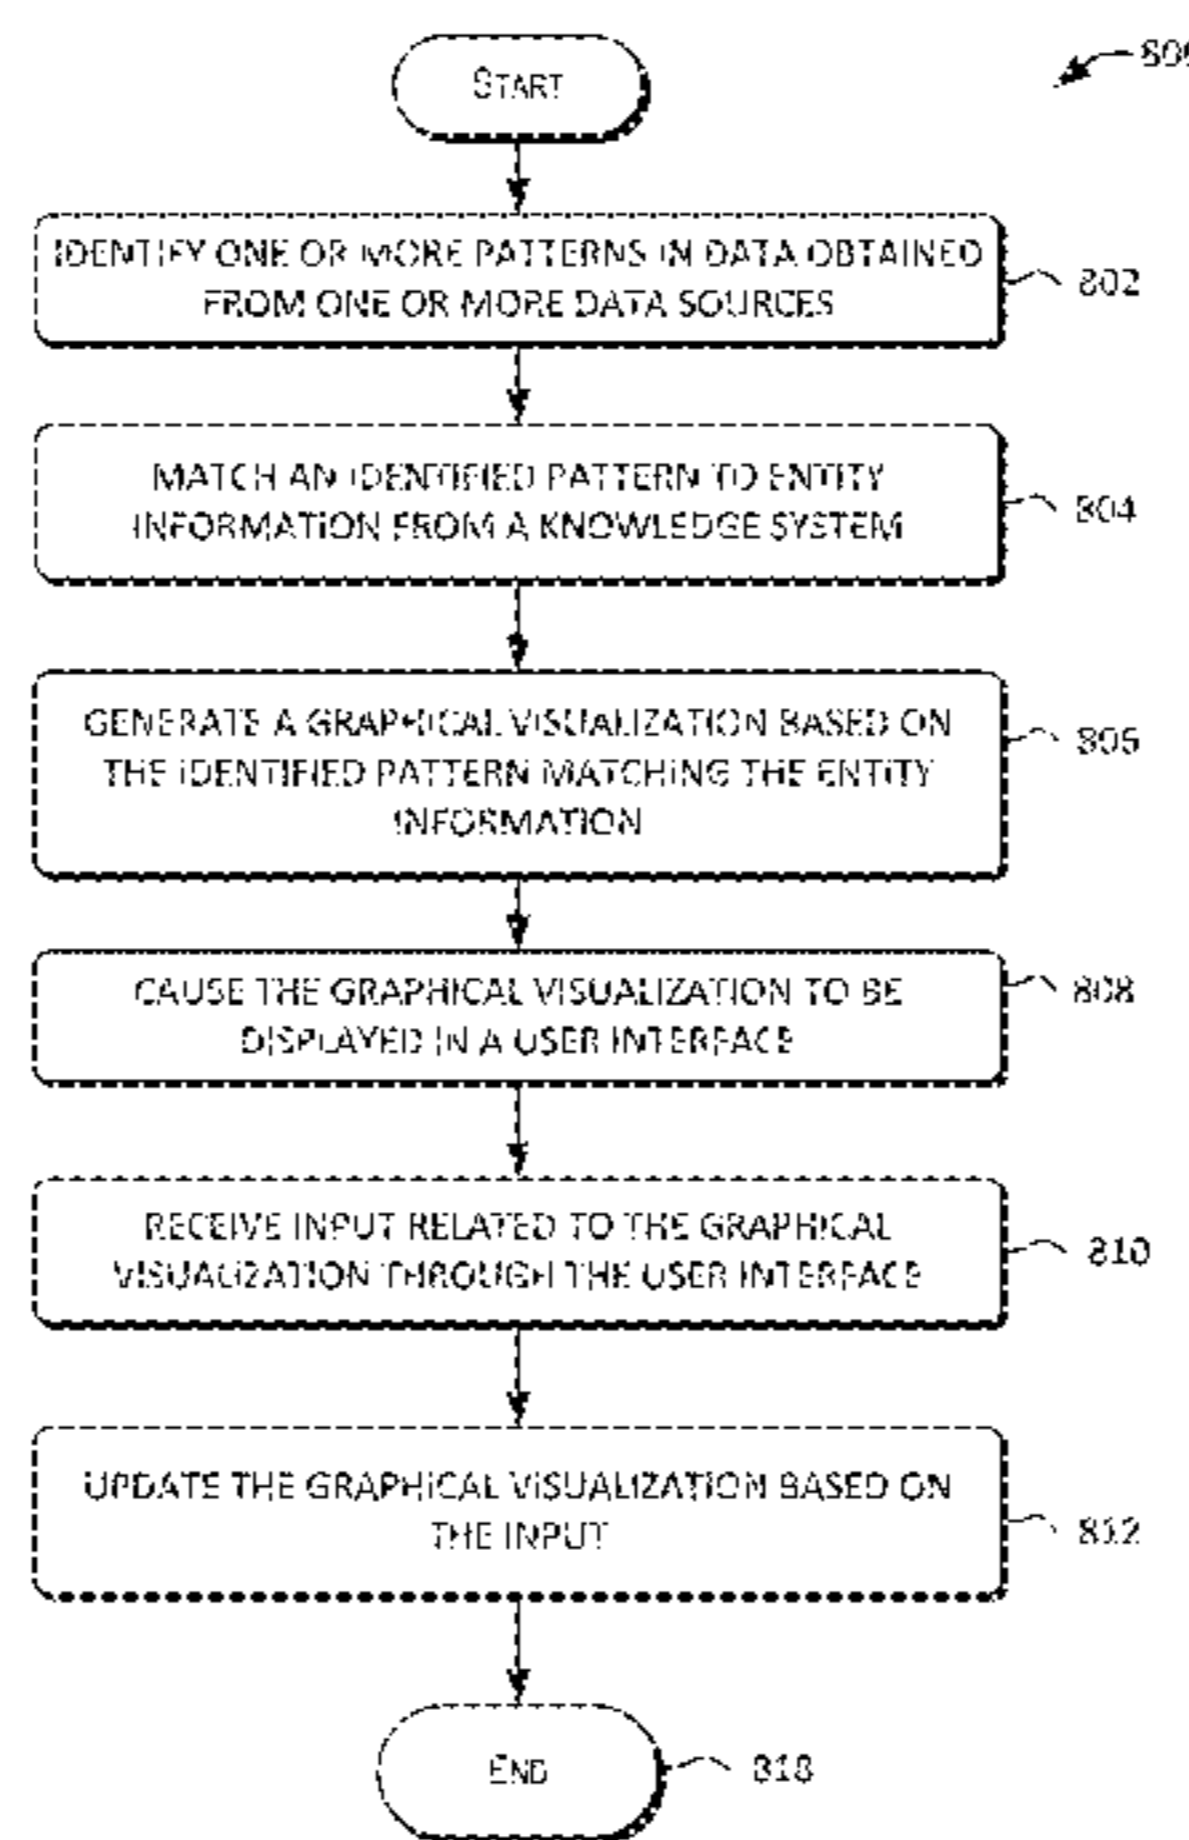 START
IDENTIFY ONE OR MORE PATTERNS IN DATA OBTAINED
FROM ONE OR MORE DATA SOURCES
802
MATCH AN IDENTIFIED PATTERN TO ENTITY
INFORMATION FROM A KNOWLEDGE SYSTEM
804
GENERATE A GRAPHICAL VISUALIZATION BASED ON
THE IDENTIFIED PATTERN MATCHING THE ENTITY
INFORMATION
806
CAUSE THE GRAPHICAL VISUALIZATION TO BE
DISPLAYED IN A USER INTERFACE
808
RECEIVE INPUT RELATED TO THE GRAPHICAL
VISUALIZATION THROUGH THE USER INTERFACE
810
UPDATE THE GRAPHICAL VISUALIZATION BASED ON
THE INPUT
812
END